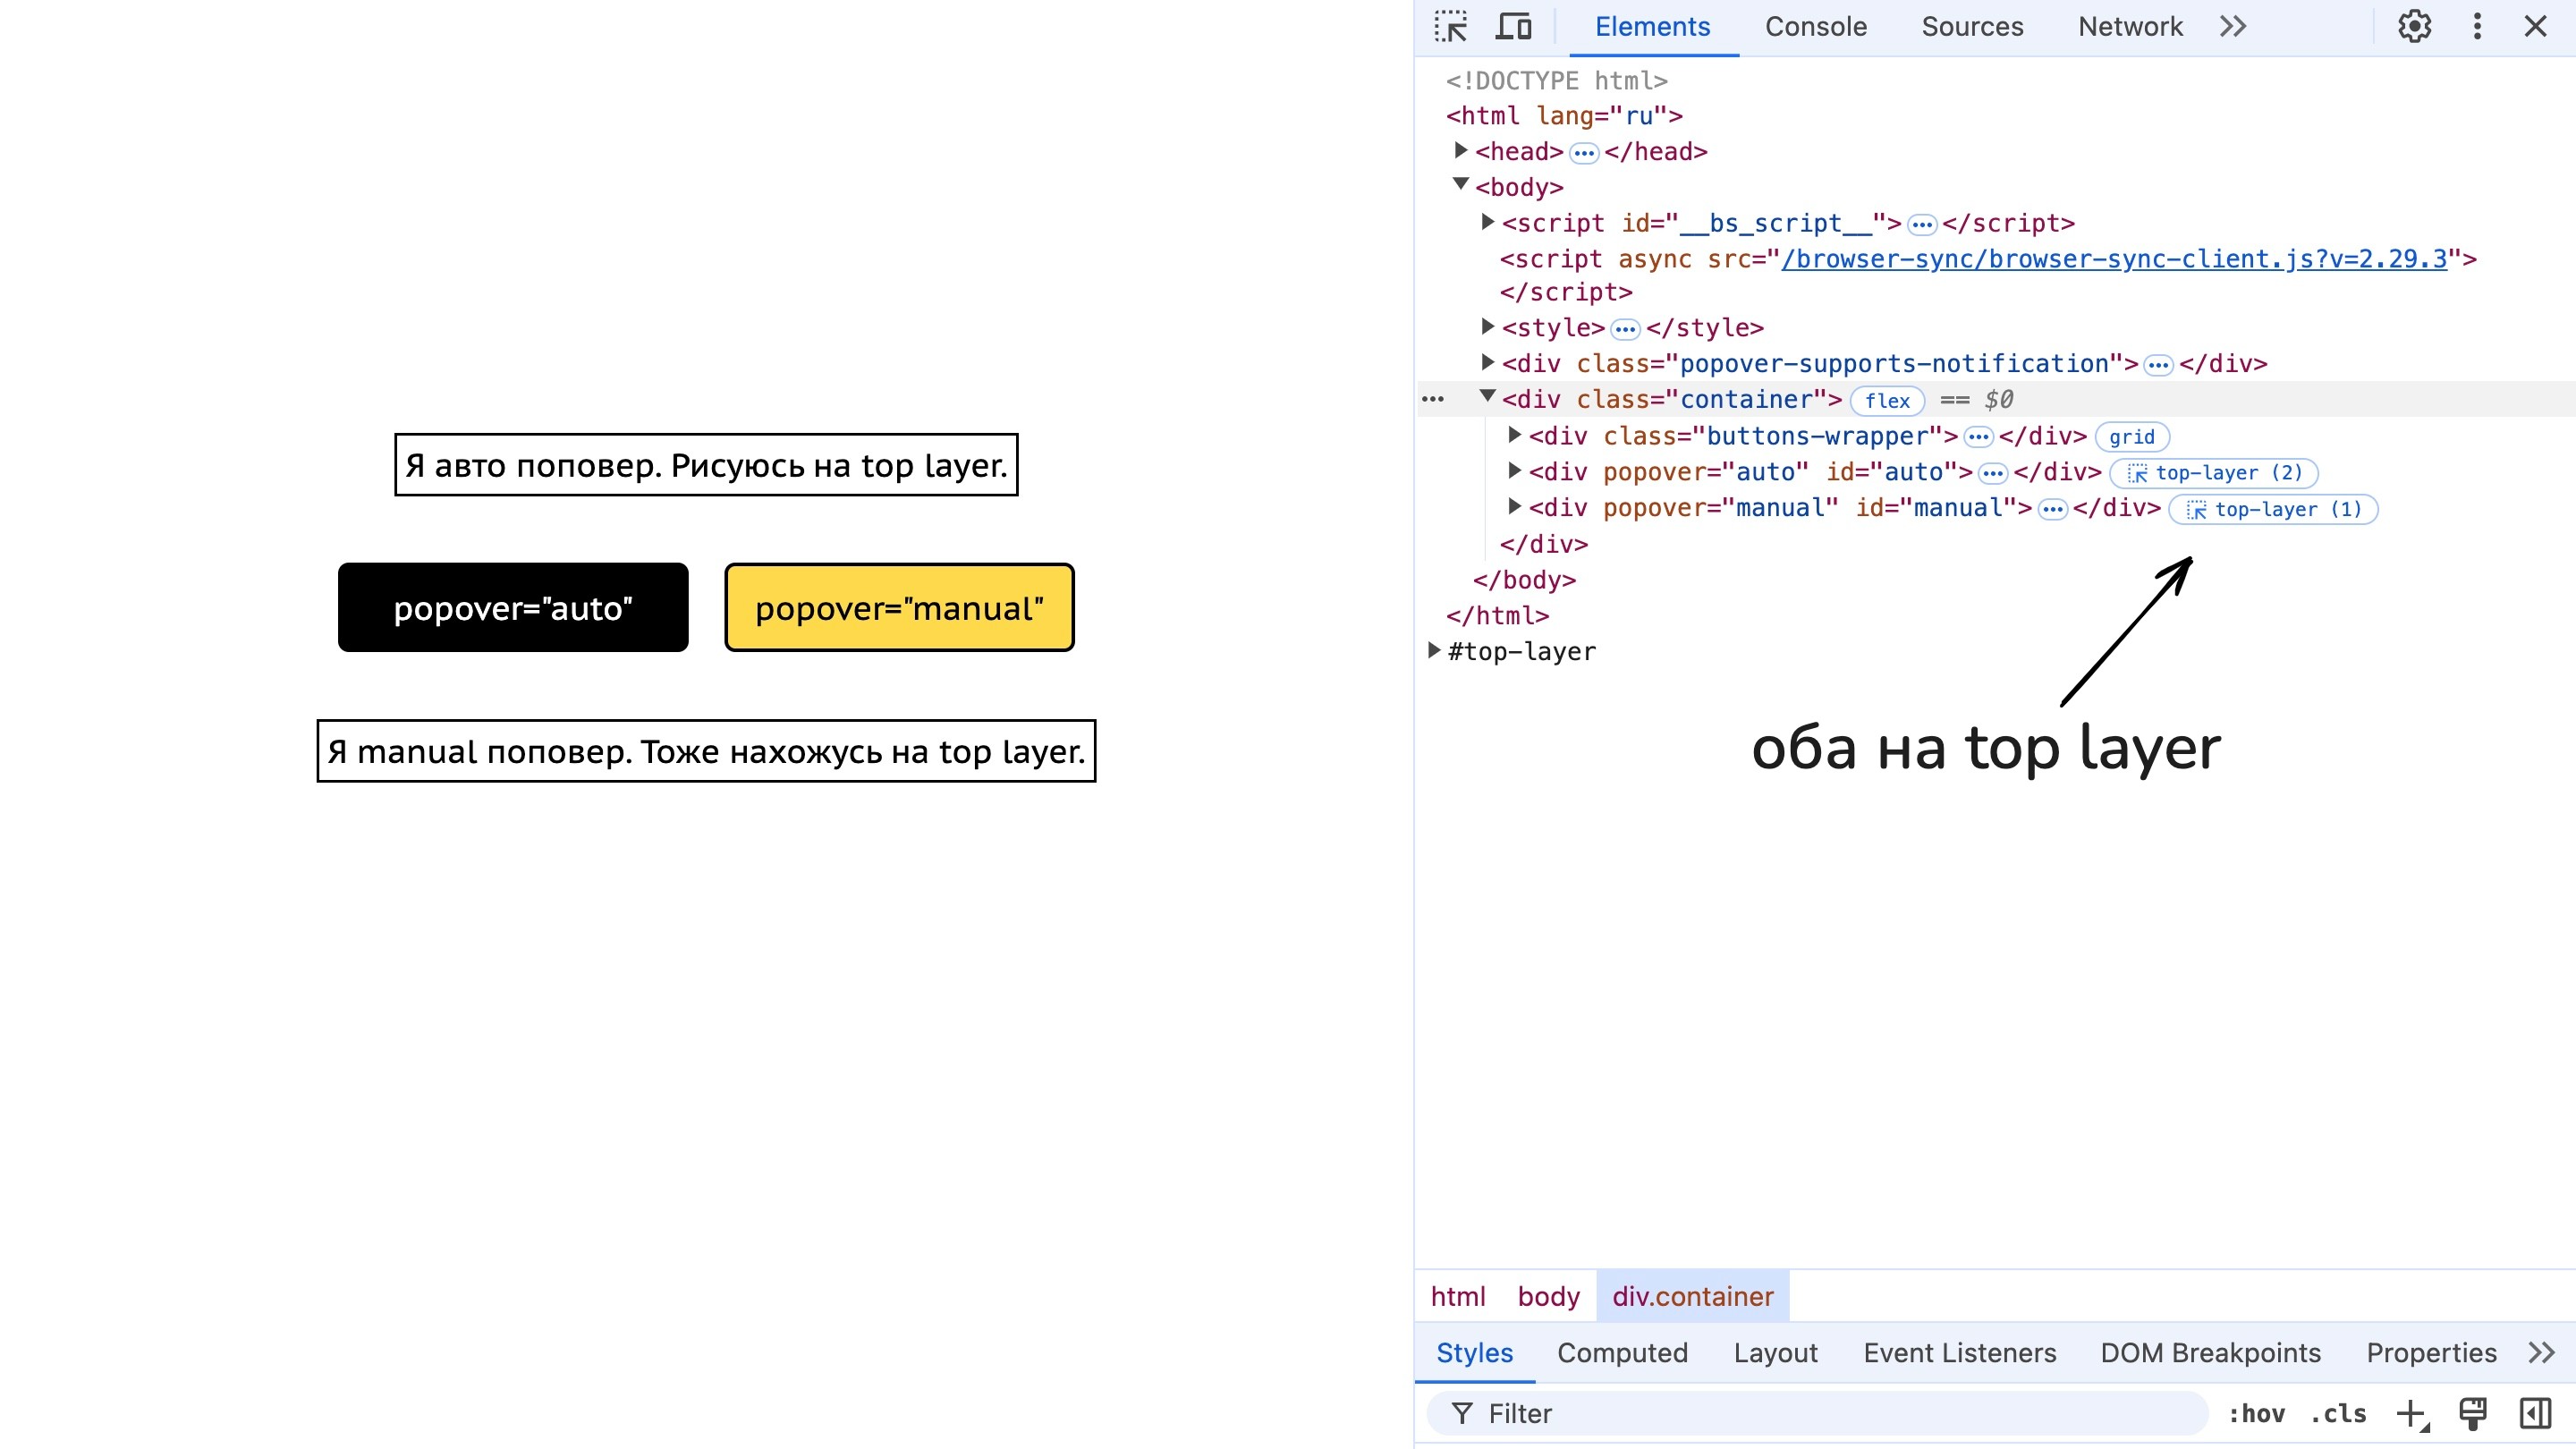 Я авто поповер. Рисуюсь на top layer.
popover="auto"
popover="manual"
Я manual поповер. Тоже нахожусь на top layer.
Elements Console Sources Network
<!DOCTYPE html>
<html lang="ru">
<head> ••• </head>
<body>
<script id="__bs_script__"> ••• </script>
<script async src="/browser-sync/browser-sync-client.js?v=2.29.3">
</script>
<style> ••• </style>
<div class="popover-supports-notification"> ••• </div>
••• <div class="container"> flex == $0
<div class="buttons-wrapper"> ••• </div> grid
<div popover="auto" id="auto"> ••• </div> top-layer (2)
<div popover="manual" id="manual"> ••• </div> top-layer (1)
</div>
</body>
</html>
#top-layer
оба на top layer
html body div.container
Styles Computed Layout Event Listeners DOM Breakpoints Properties
Filter :hov .cls